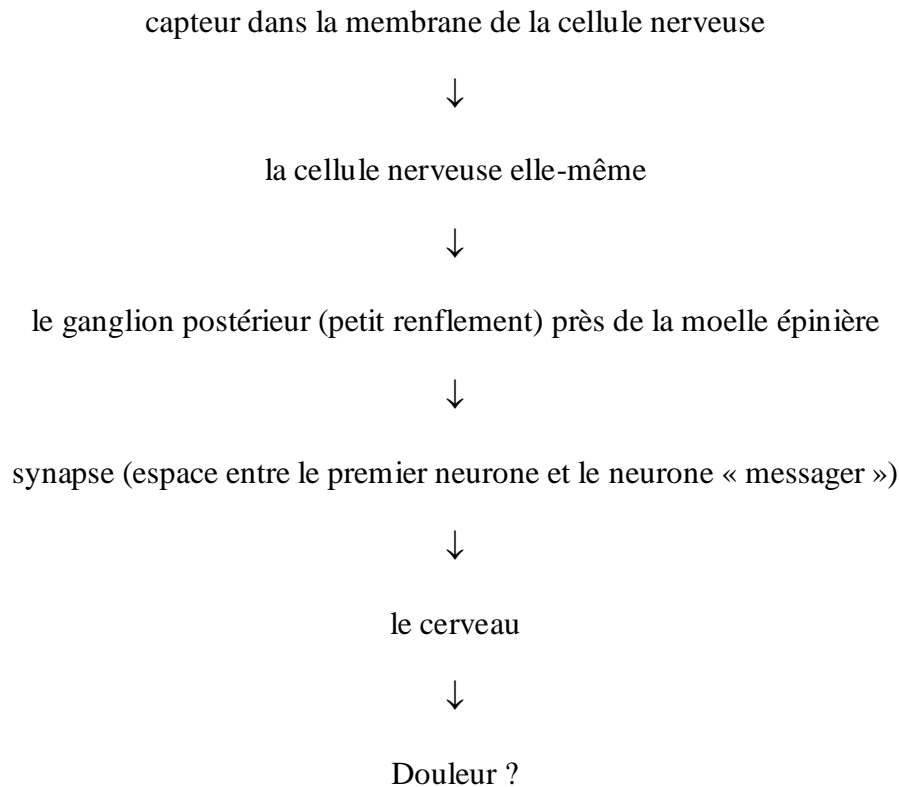 capteur dans la membrane de la cellule nerveuse
↓
la cellule nerveuse elle-même
↓
le ganglion postérieur (petit renflement) près de la moelle épinière
↓
synapse (espace entre le premier neurone et le neurone « messager »)
↓
le cerveau
↓
Douleur ?